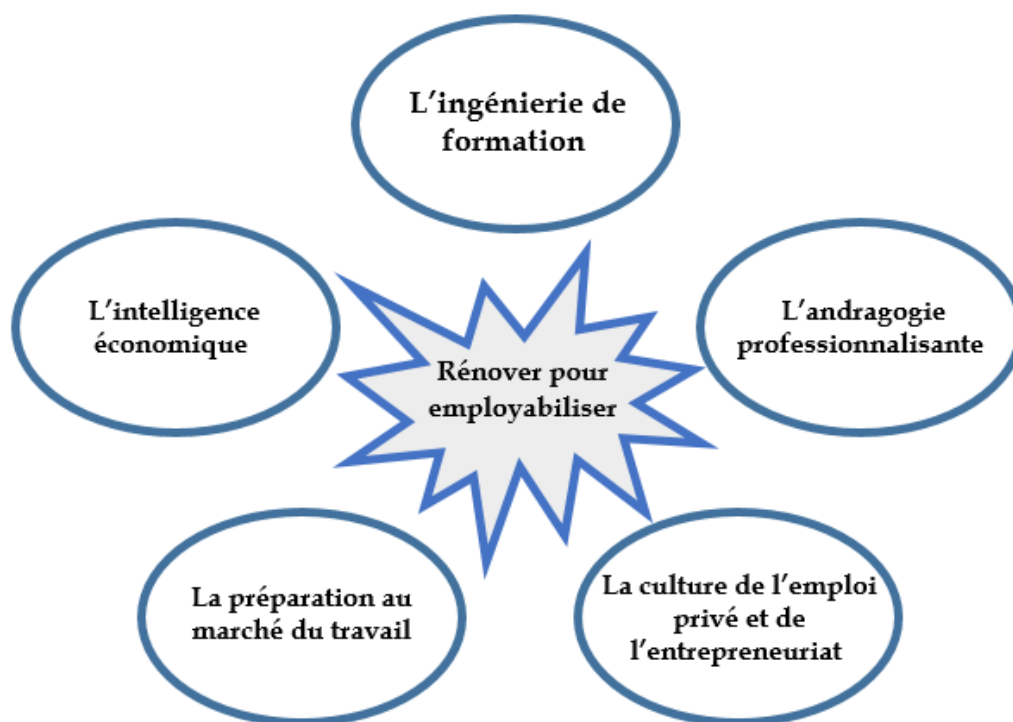 L’ingénierie de
formation
L’intelligence
économique
L’andragogie
professionnalisante
Rénover pour
employabiliser
La préparation au
marché du travail
La culture de l’emploi
privé et de
l’entrepreneuriat